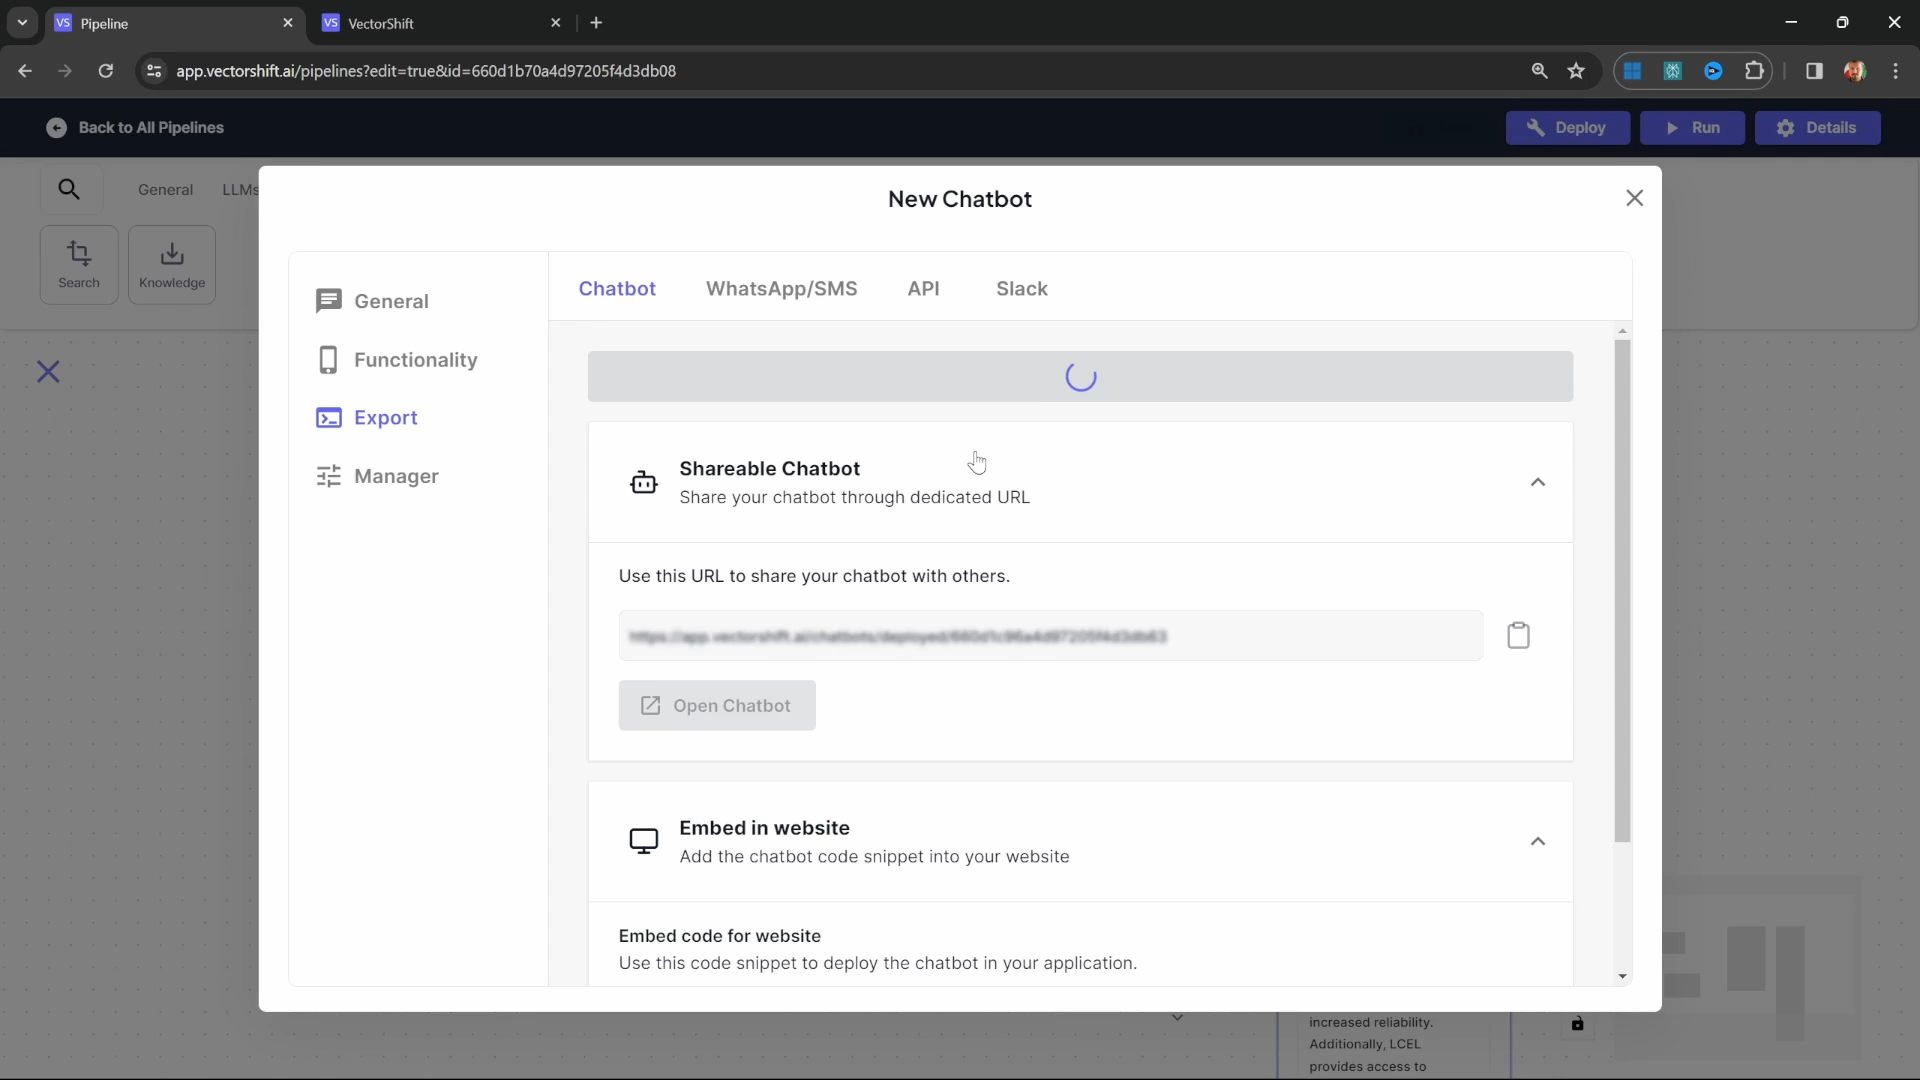 Pipeline
VectorShift
app.vectorshift.ai/pipelines?edit=true&id=660d1b70a4d97205f4d3db08
Back to All Pipelines
Deploy
Run
Details
General
LLMs
Search
Knowledge
New Chatbot
General
Functionality
Export
Manager
Chatbot
WhatsApp/SMS
API
Slack
Shareable Chatbot
Share your chatbot through dedicated URL
Use this URL to share your chatbot with others.
Open Chatbot
Embed in website
Add the chatbot code snippet into your website
Embed code for website
Use this code snippet to deploy the chatbot in your application.
increased reliability.
Additionally, LCEL
provides access to